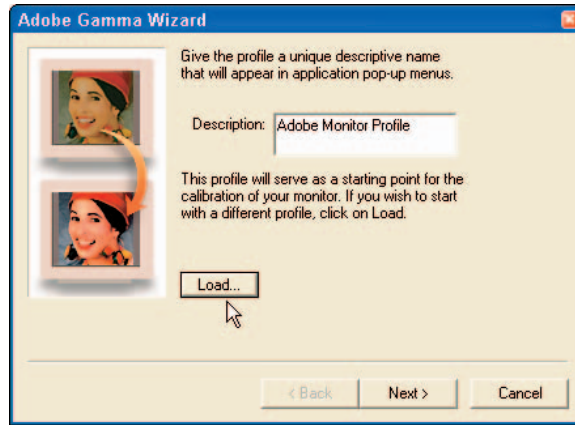 Adobe Gamma Wizard
Give the profile a unique descriptive name
that will appear in application pop-up menus.
Description: Adobe Monitor Profile
This profile will serve as a starting point for the
calibration of your monitor. If you wish to start
with a different profile, click on Load.
Load...
< Back Next > Cancel